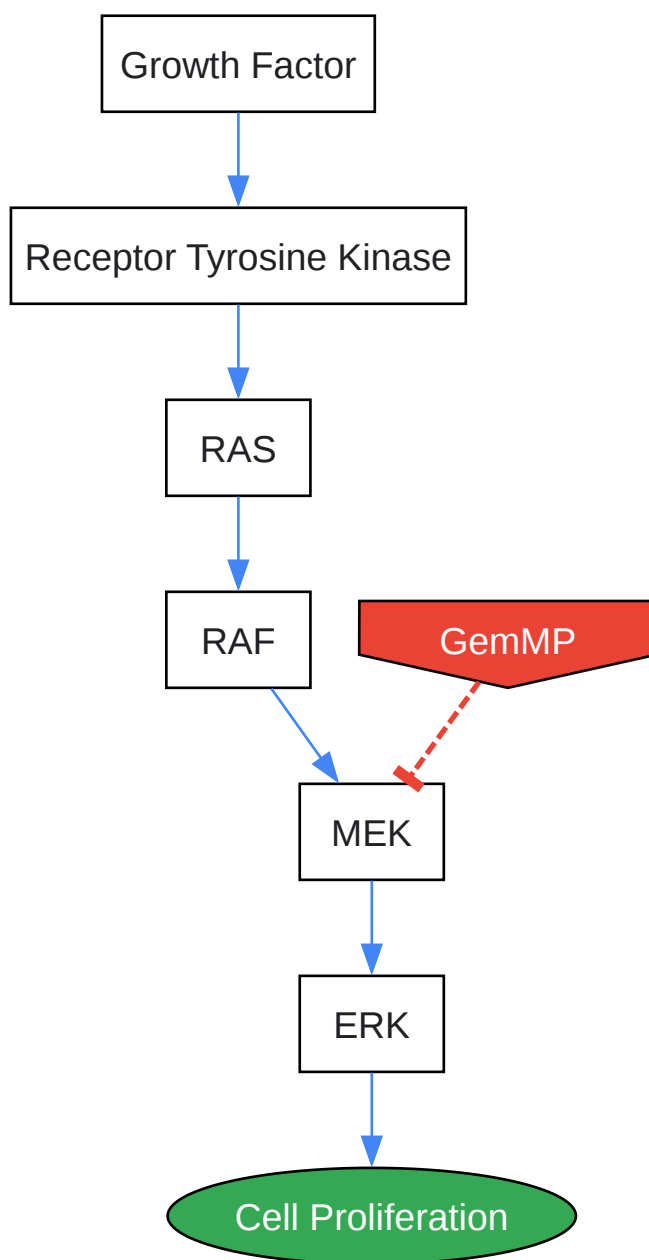 Growth Factor
Receptor Tyrosine Kinase
RAS
RAF
GemMP
MEK
ERK
Cell Proliferation